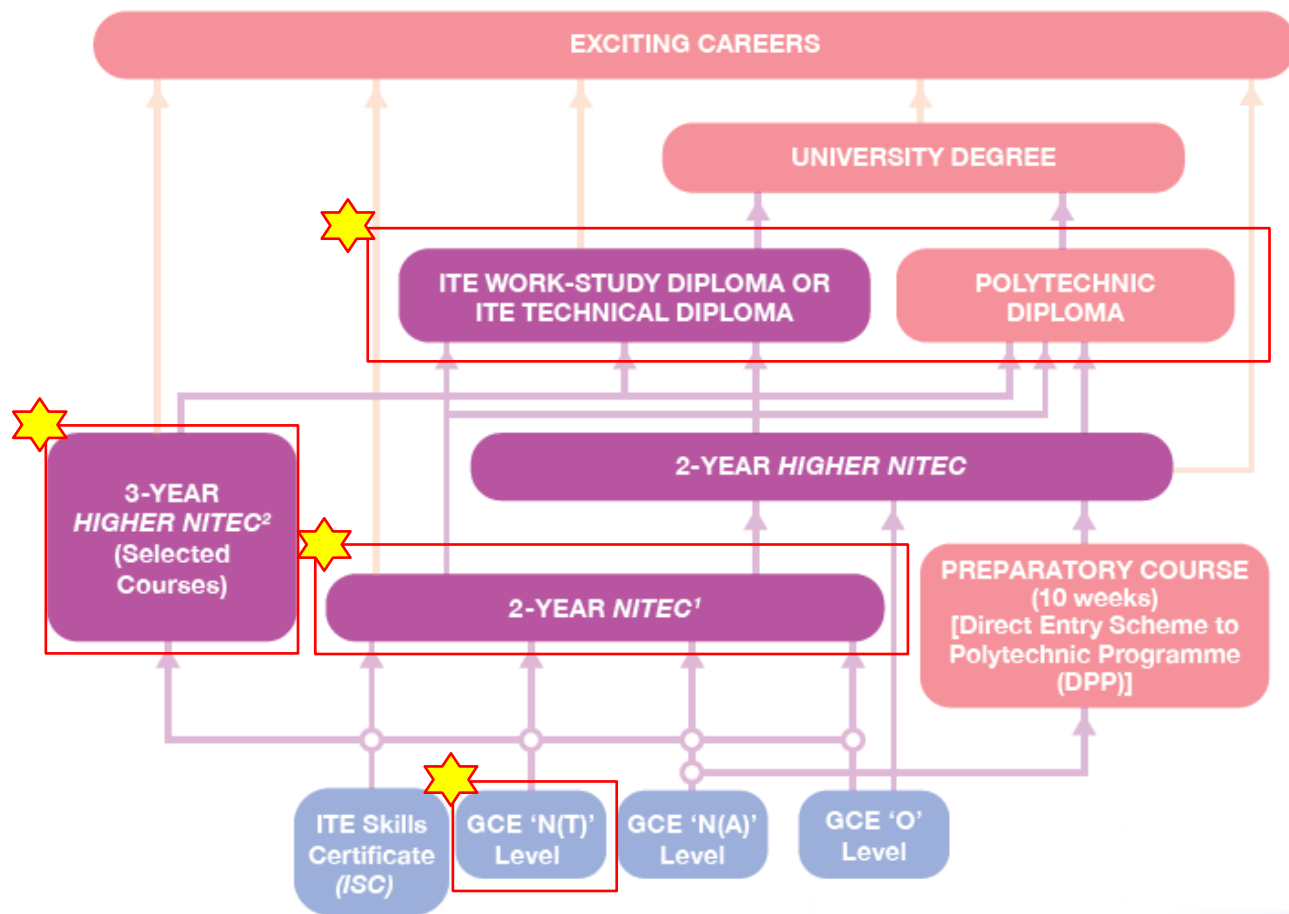 EXCITING CAREERS
UNIVERSITY DEGREE
ITE WORK-STUDY DIPLOMA OR
ITE TECHNICAL DIPLOMA
POLYTECHNIC
DIPLOMA
3-YEAR
HIGHER NITEC²
(Selected
Courses)
2-YEAR HIGHER NITEC
2-YEAR NITEC¹
PREPARATORY COURSE
(10 weeks)
[Direct Entry Scheme to
Polytechnic Programme
(DPP)]
ITE Skills
Certificate
(ISC)
GCE ‘N(T)’
Level
GCE ‘N(A)’
Level
GCE ‘O’
Level